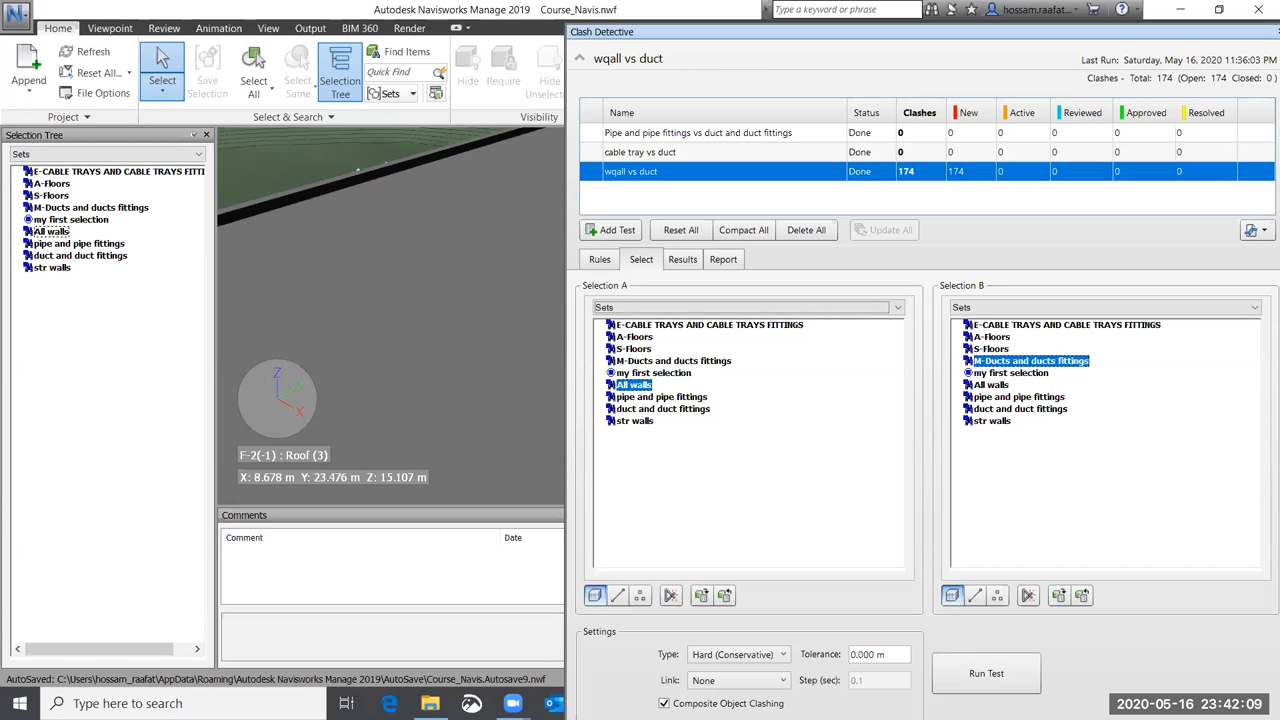 Autodesk Navisworks Manage 2019 Course_Navis.nwf
Type a keyword or phrase
hossam.raafat...
N
Home Viewpoint Review Animation View Output BIM 360 Render
Append
Refresh
Reset All...
File Options
Project
Select
Save
Selection
Select
All
Select
Same
Selection
Tree
Find Items
Quick Find
Sets
Select & Search
Hide
Require
Hide
Unselecte
Visibility
Selection Tree
Sets
E-CABLE TRAYS AND CABLE TRAYS FITTI
A-Floors
S-Floors
M-Ducts and ducts fittings
my first selection
All walls
pipe and pipe fittings
duct and duct fittings
str walls
Z
X
F-2(-1) : Roof (3)
X: 8.678 m Y: 23.476 m Z: 15.107 m
Comments
Comment Date
Clash Detective
wqall vs duct
Last Run: Saturday, May 16, 2020 11:36:03 PM
Clashes - Total: 174 (Open: 174 Closed: 0)
Name Status Clashes New Active Reviewed Approved Resolved
Pipe and pipe fittings vs duct and duct fittings Done 0 0 0 0 0 0
cable tray vs duct Done 0 0 0 0 0 0
wqall vs duct Done 174 174 0 0 0 0
Add Test Reset All Compact All Delete All Update All
Rules Select Results Report
Selection A
Sets
E-CABLE TRAYS AND CABLE TRAYS FITTINGS
A-Floors
S-Floors
M-Ducts and ducts fittings
my first selection
All walls
pipe and pipe fittings
duct and duct fittings
str walls
Selection B
Sets
E-CABLE TRAYS AND CABLE TRAYS FITTINGS
A-Floors
S-Floors
M-Ducts and ducts fittings
my first selection
All walls
pipe and pipe fittings
duct and duct fittings
str walls
Settings
Type: Hard (Conservative) Tolerance: 0.000 m
Link: None Step (sec): 0.1
Composite Object Clashing
Run Test
AutoSaved: C:\Users\hossam_raafat\AppData\Roaming\Autodesk Navisworks Manage 2019\AutoSave\Course_Navis.Autosave9.nwf
Type here to search
2020-05-16 23:42:09